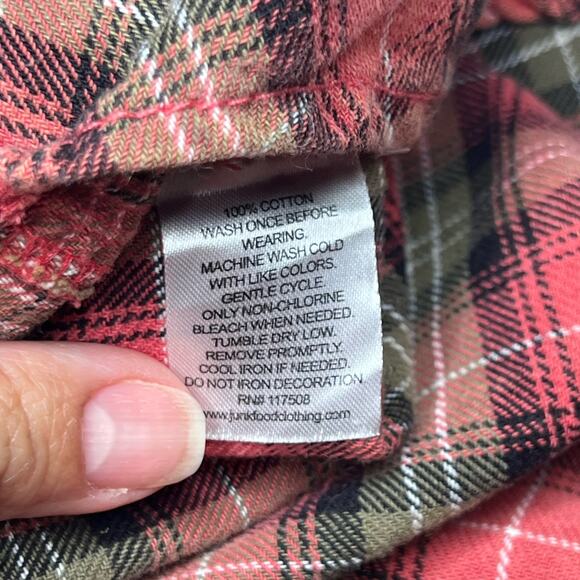 100% COTTON
WASH ONCE BEFORE
WEARING.
MACHINE WASH COLD
WITH LIKE COLORS.
GENTLE CYCLE.
ONLY NON-CHLORINE
BLEACH WHEN NEEDED.
TUMBLE DRY LOW.
REMOVE PROMPTLY.
COOL IRON IF NEEDED.
DO NOT IRON DECORATION
RN# 117508
www.junkfoodclothing.com